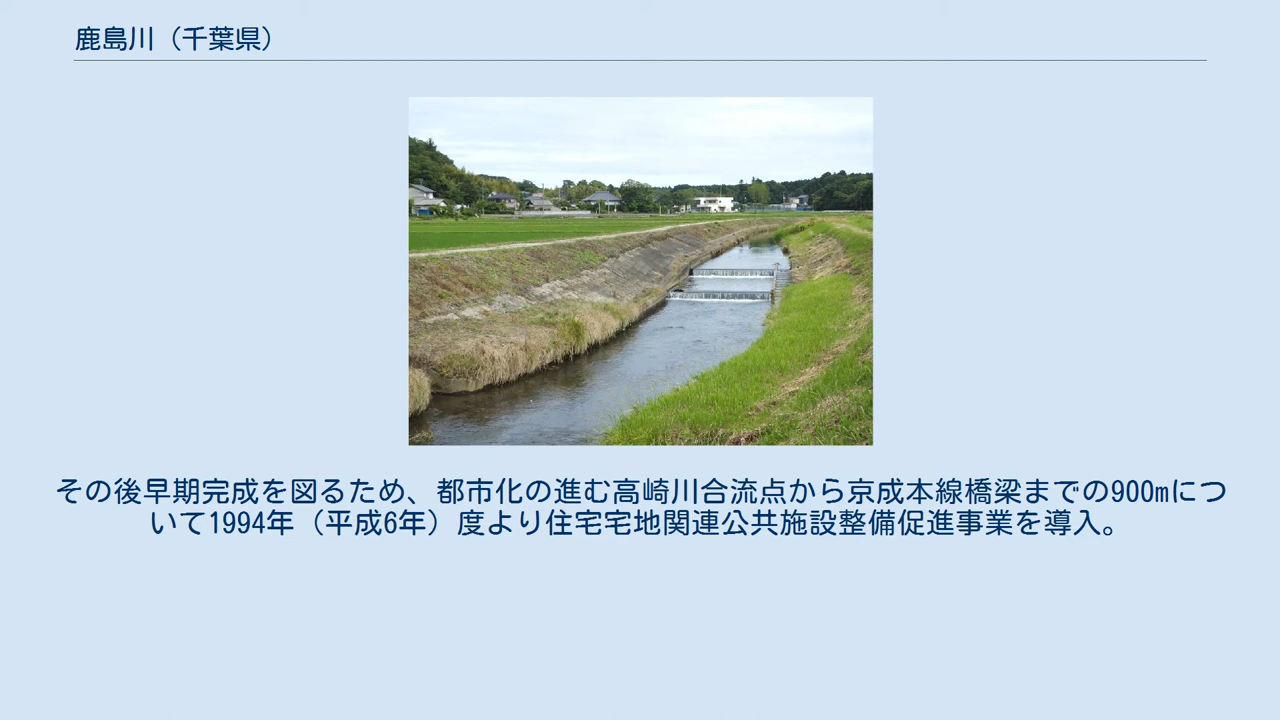 鹿島川（千葉県）
その後早期完成を図るため、都市化の進む高崎川合流点から京成本線橋梁までの900mにつ
いて1994年（平成6年）度より住宅宅地関連公共施設整備促進事業を導入。